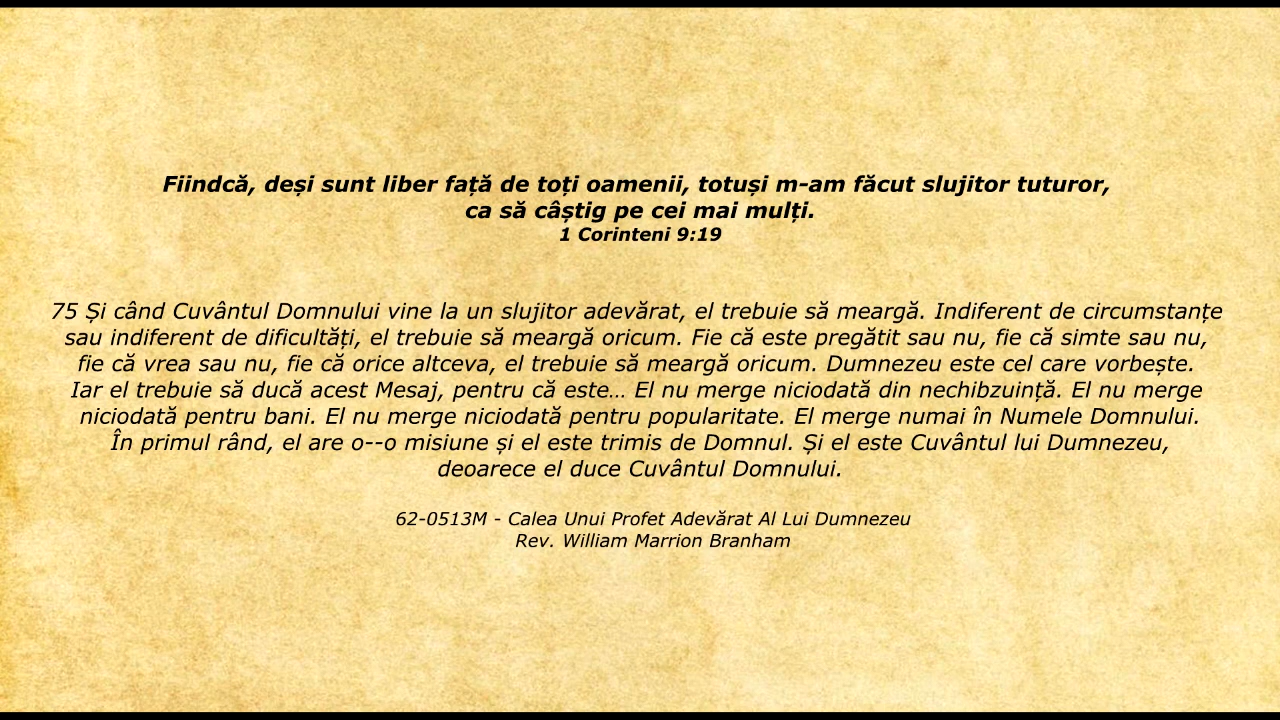 Fiindcă, deși sunt liber față de toți oamenii, totuși m-am făcut slujitor tuturor,
ca să câștig pe cei mai mulți.
1 Corinteni 9:19
75 Și când Cuvântul Domnului vine la un slujitor adevărat, el trebuie să meargă. Indiferent de circumstanțe
sau indiferent de dificultăți, el trebuie să meargă oricum. Fie că este pregătit sau nu, fie că simte sau nu,
fie că vrea sau nu, fie că orice altceva, el trebuie să meargă oricum. Dumnezeu este cel care vorbește.
Iar el trebuie să ducă acest Mesaj, pentru că este… El nu merge niciodată din nechibzuință. El nu merge
niciodată pentru bani. El nu merge niciodată pentru popularitate. El merge numai în Numele Domnului.
În primul rând, el are o--o misiune și el este trimis de Domnul. Și el este Cuvântul lui Dumnezeu,
deoarece el duce Cuvântul Domnului.
62-0513M - Calea Unui Profet Adevărat Al Lui Dumnezeu
Rev. William Marrion Branham